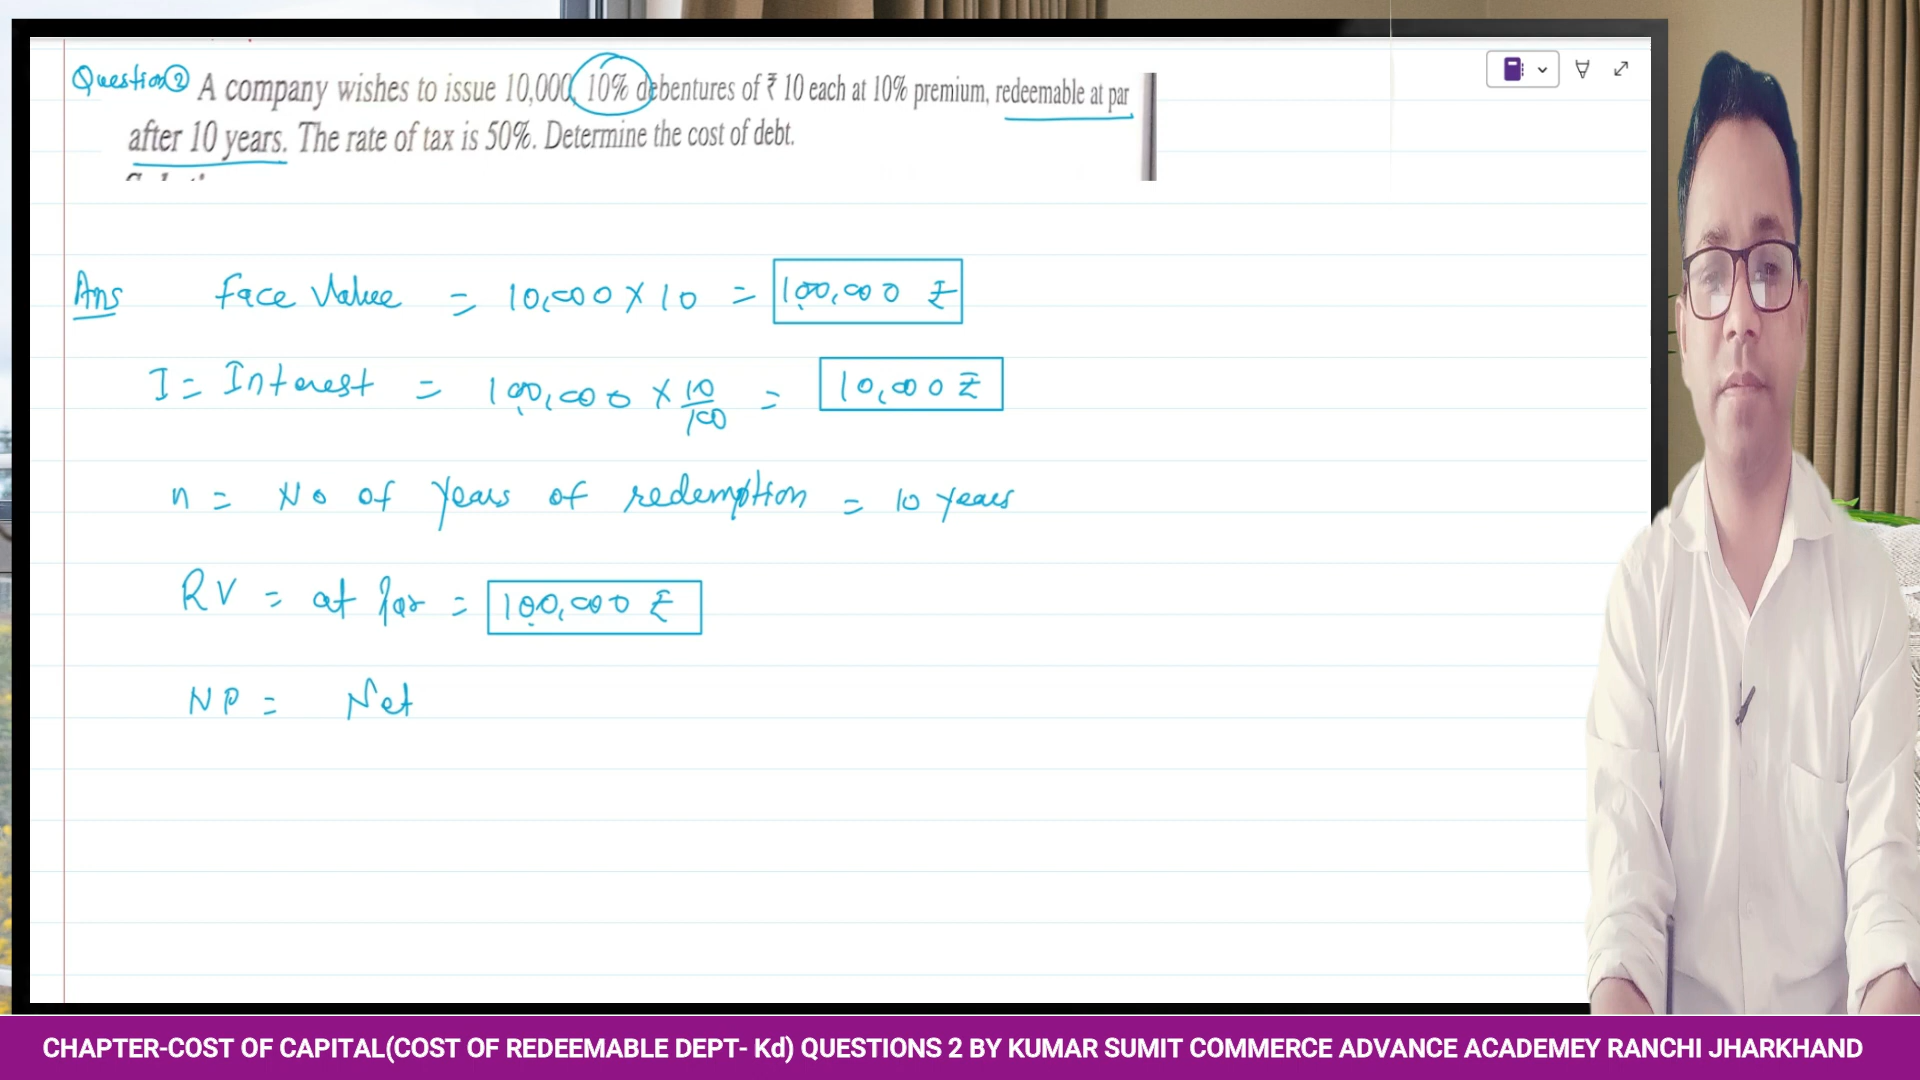 Question② A company wishes to issue 10,000, 10% debentures of ₹ 10 each at 10% premium, redeemable at par
after 10 years. The rate of tax is 50%. Determine the cost of debt.
Ans Face Value = 10,000 × 10 = 100,000 ₹
I = Interest = 100,000 × 10/100 = 10,000 ₹
n = No of Years of redemption = 10 years
RV = at par = 100,000 ₹
NP = Net
CHAPTER-COST OF CAPITAL(COST OF REDEEMABLE DEPT- Kd) QUESTIONS 2 BY KUMAR SUMIT COMMERCE ADVANCE ACADEMEY RANCHI JHARKHAND